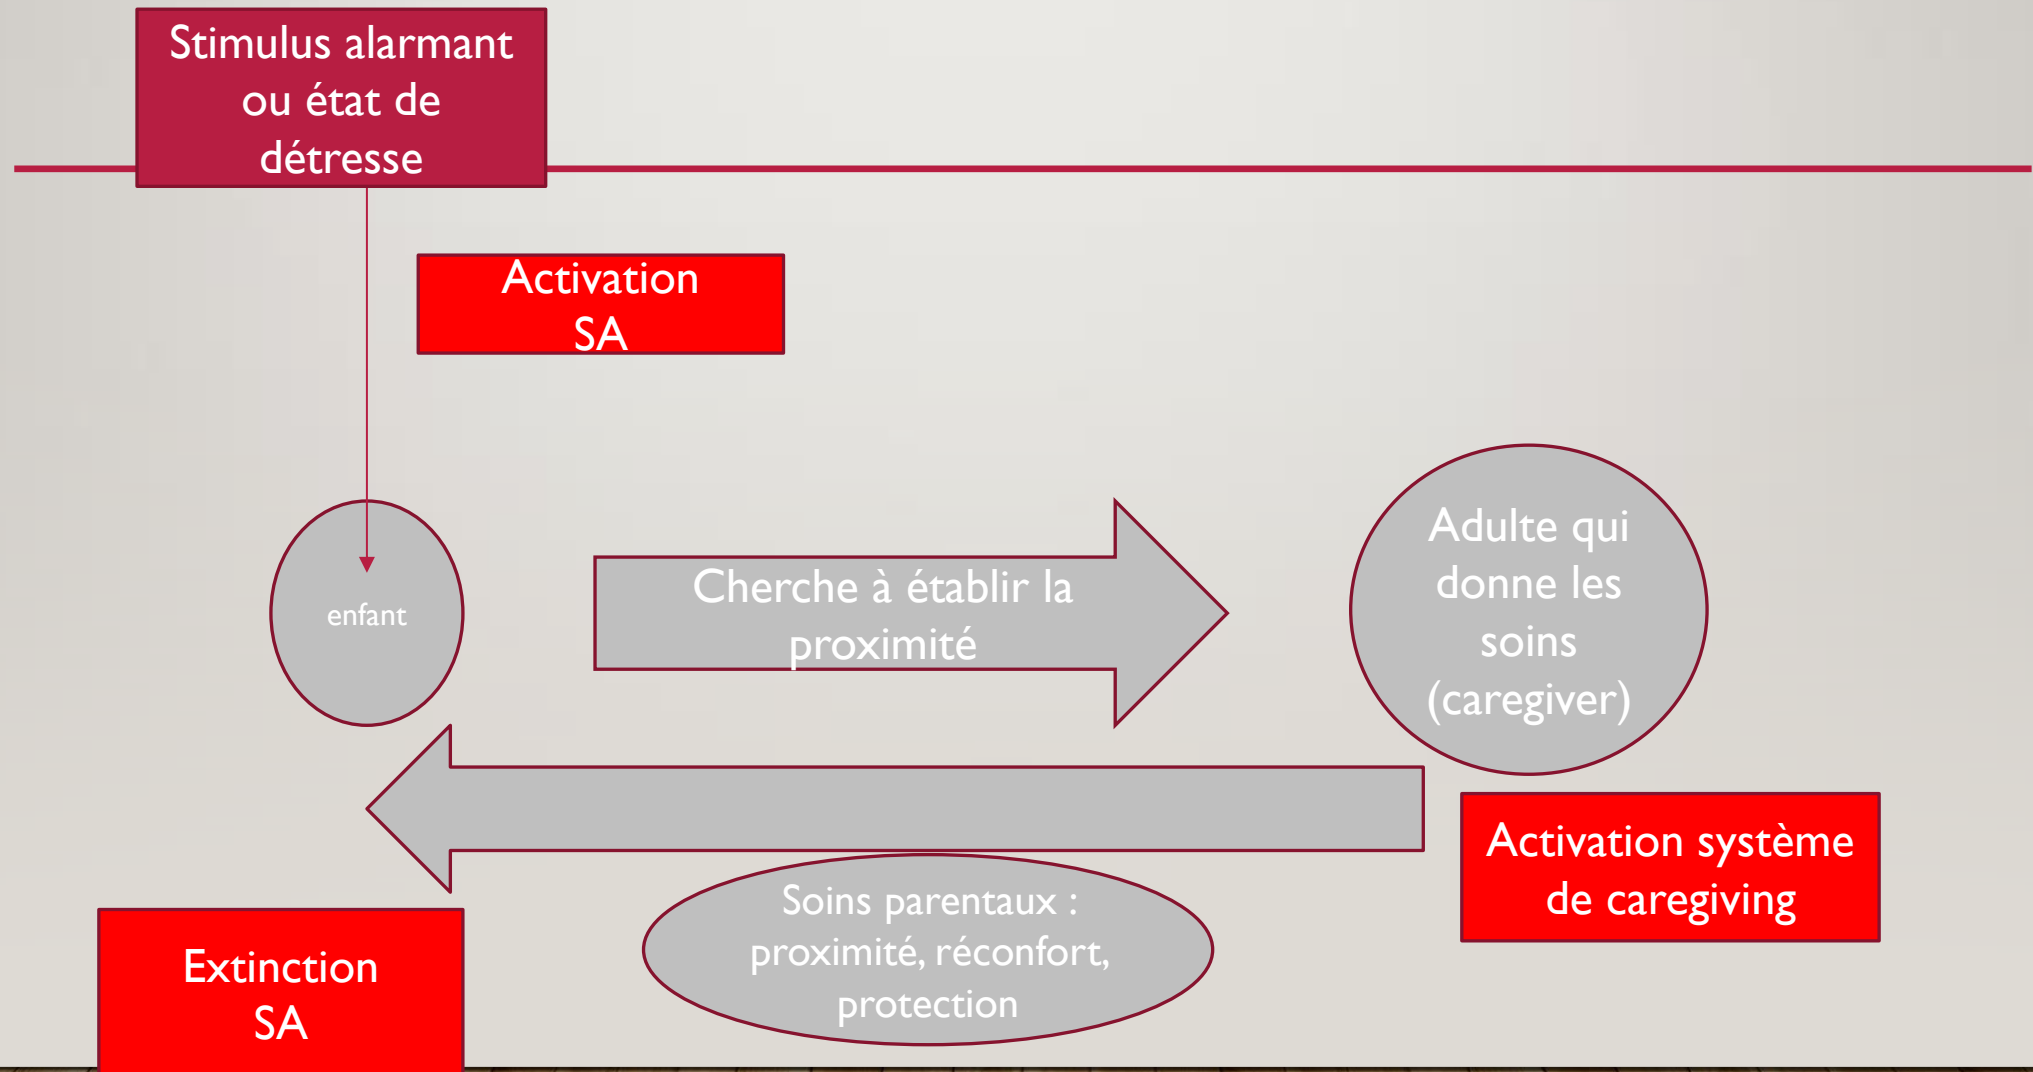 Stimulus alarmant
ou état de
détresse
Activation
SA
enfant
Cherche à établir la
proximité
Adulte qui
donne les
soins
(caregiver)
Activation système
de caregiving
Soins parentaux :
proximité, réconfort,
protection
Extinction
SA